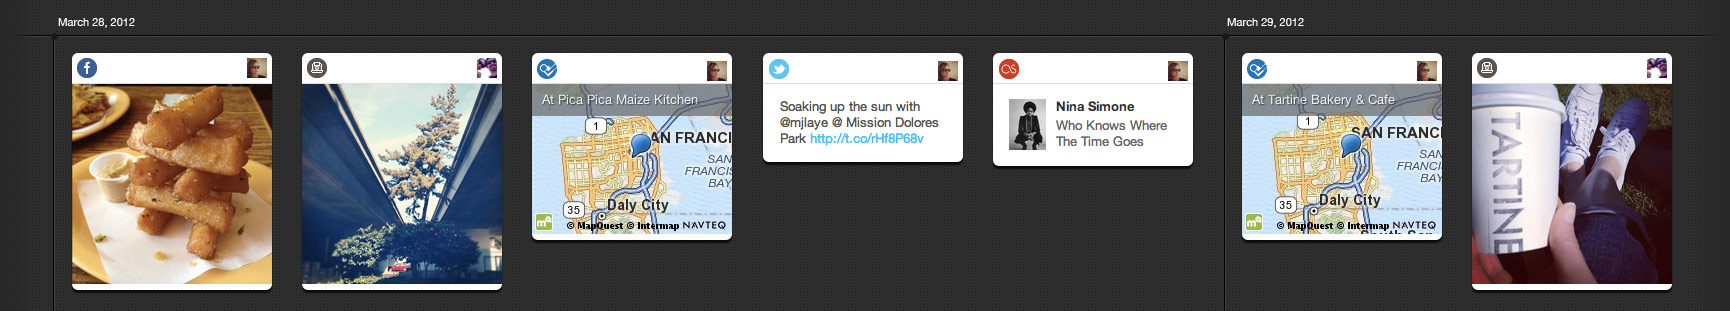 March 28, 2012
At Pica Pica Maize Kitchen
1
AN FRANCI
SAN
FRANCIS
BAY
35
Daly City
© MapQuest © Intermap NAVTEQ
Soaking up the sun with
@mjlaye @ Mission Dolores
Park http://t.co/rHf8P68v
Nina Simone
Who Knows Where
The Time Goes
March 29, 2012
At Tartine Bakery & Cafe
1
SAN FRANCI
SAN
FRANCIS
BAY
35
Daly City
© MapQuest © Intermap NAVTEQ
TARTINE